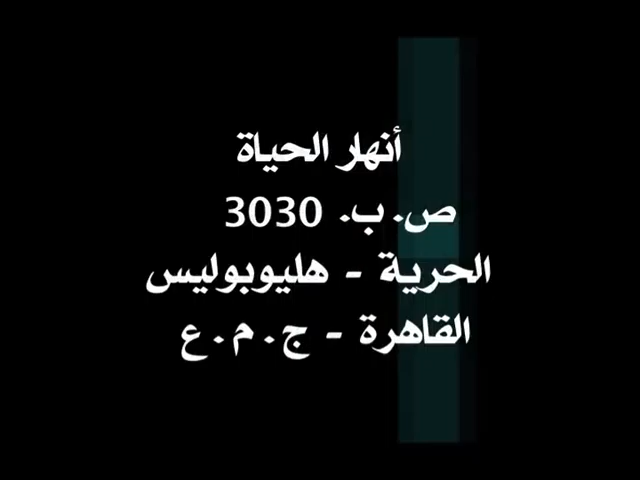 أنهار الحياة
ص. ب. 3030
الحرية - هليوبوليس
القاهرة - ج. م. ع